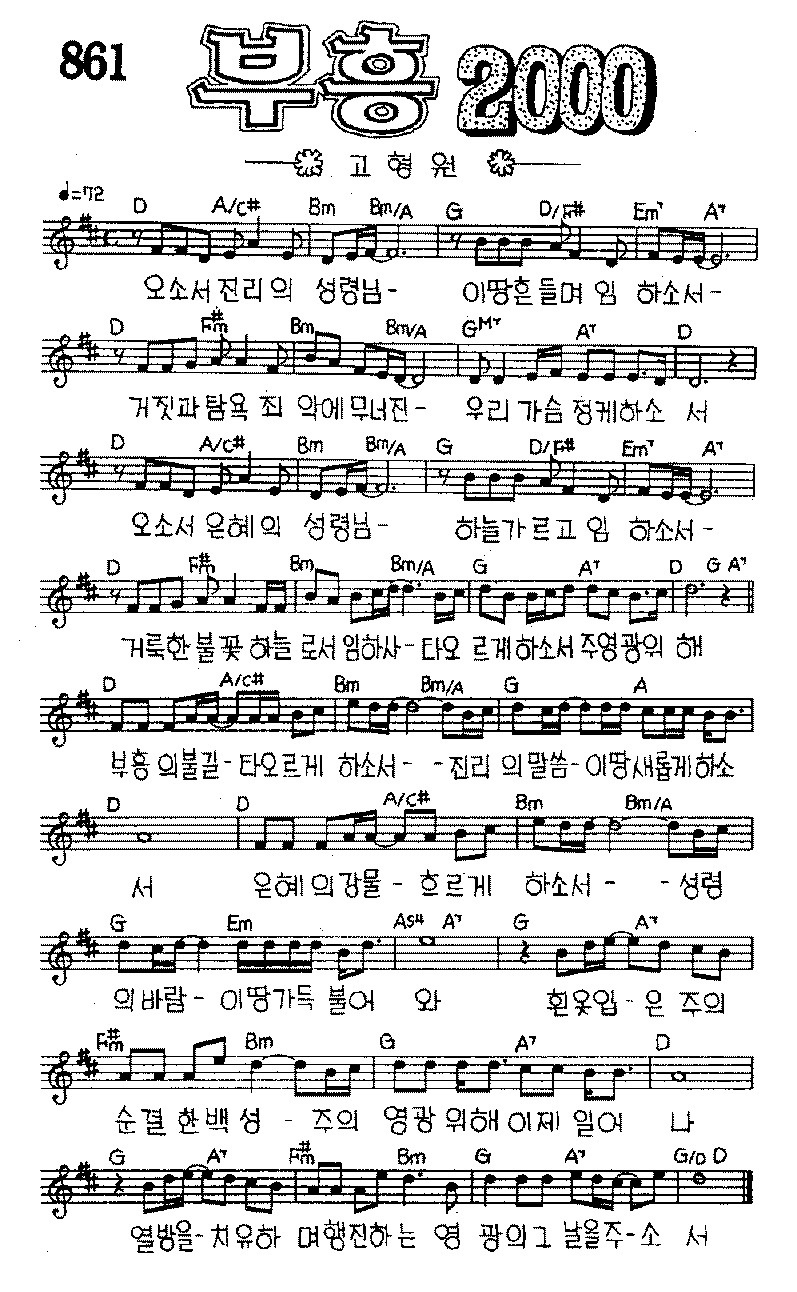 861 부흥 2000
고형원
♩=72
D A/C# Bm Bm/A G D/F# Em7 A7
오소서 진리의 성령님- 이땅흔들며 임 하소서-
D F#m Bm Bm/A GM7 A7 D
거짓과탐욕 죄 악에무너진- 우리 가슴 정케하소 서
D A/C# Bm Bm/A G D/F# Em7 A7
오소서 은혜의 성령님- 하늘가르고 임 하소서-
D F#m Bm Bm/A G A7 D G A7
거룩한불꽃 하늘 로서 임하사-타오 르게하소서 주영광위 해
D A/C# Bm Bm/A G A
부흥 의불길-타오르게 하소서- -진리 의말씀-이땅새롭게하소
D D A/C# Bm Bm/A
서 은혜의강물- 흐르게 하소서- -성령
G Em Asus4 A7 G A7
의바람-이땅가득 불어 와 흰옷입-은 주의
F#m Bm G A7 D
순결 한백 성- 주의 영광 위해 이제 일어 나
G A7 F#m Bm G A7 G/D D
열방을-치유하 며행진하는 영 광의그 날을주-소 서